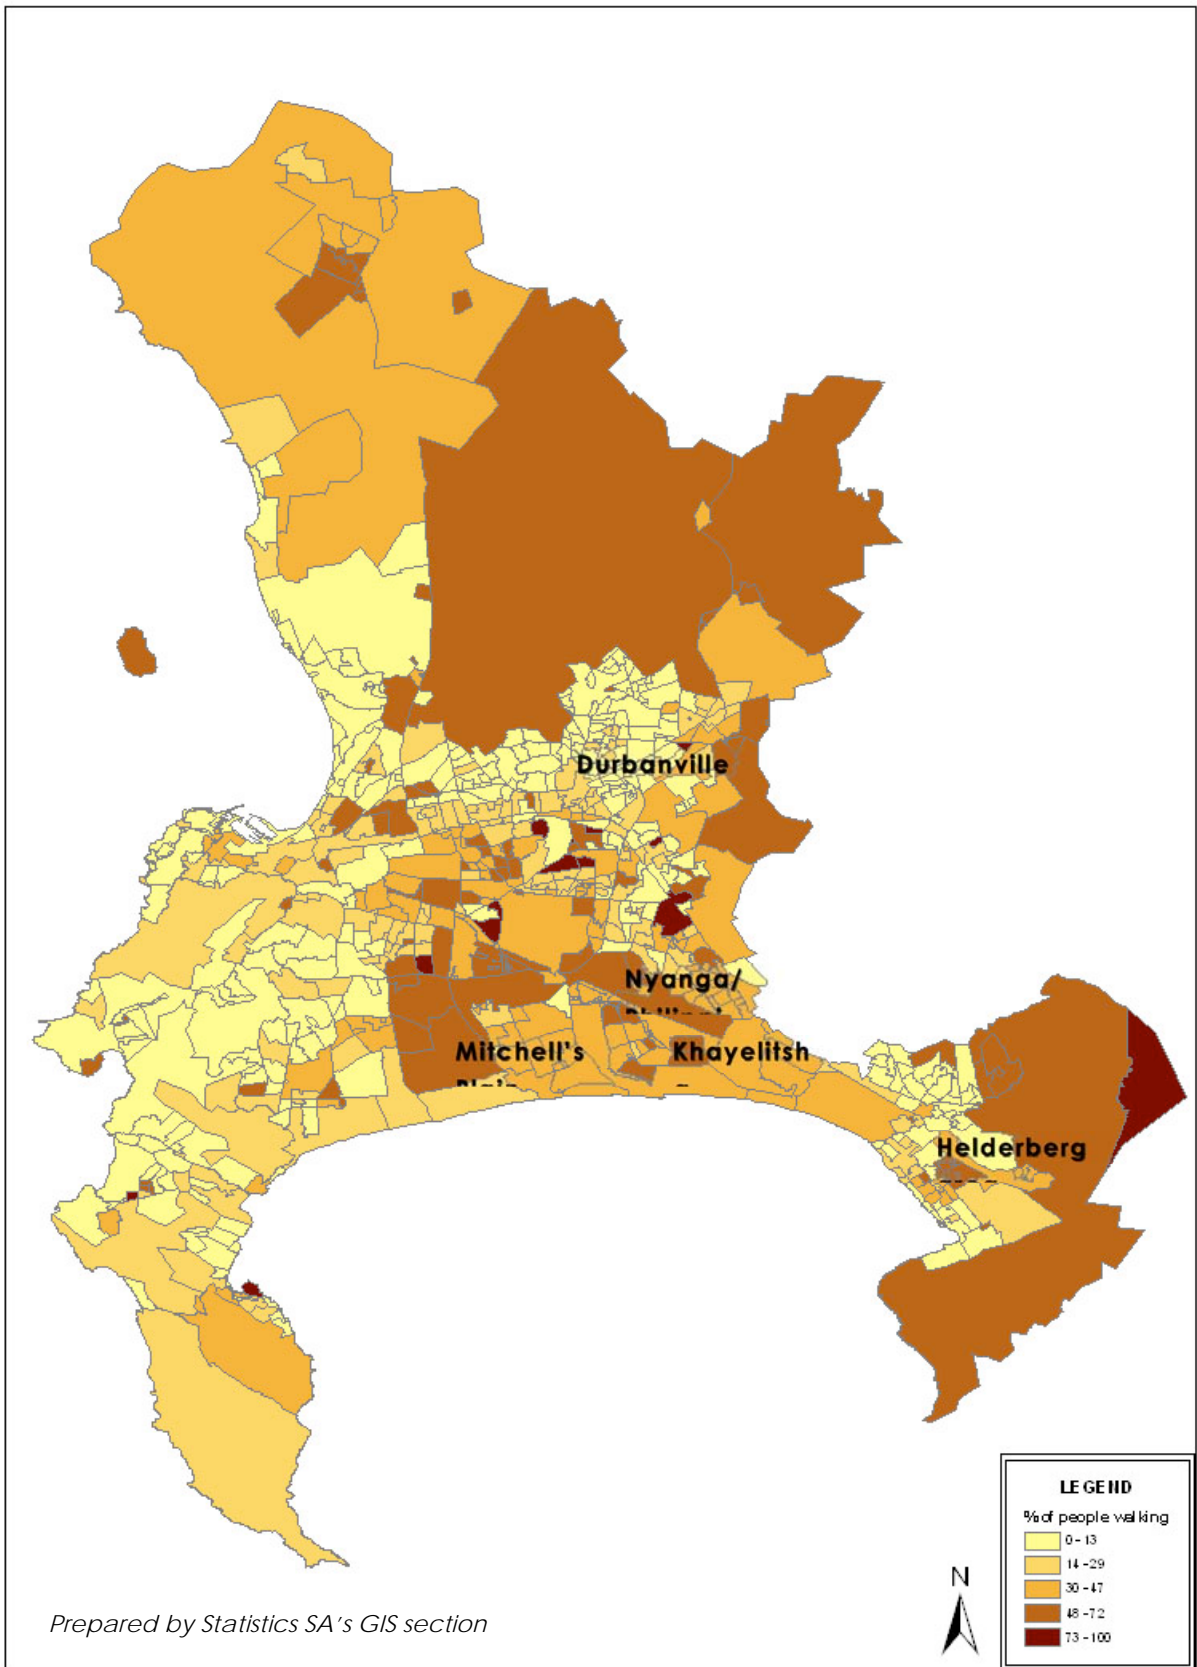 Durbanville
Nyanga/
Mitchell's
Khayelitsh
Helderberg
LEGEND
% of people walking
0 - 13
14 - 29
30 - 47
48 - 72
73 - 100
N
Prepared by Statistics SA's GIS section